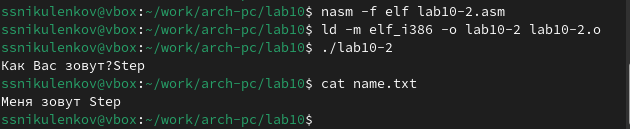 ssnikulenkov@vbox:~/work/arch-pc/lab10$ nasm -f elf lab10-2.asm
ssnikulenkov@vbox:~/work/arch-pc/lab10$ ld -m elf_i386 -o lab10-2 lab10-2.o
ssnikulenkov@vbox:~/work/arch-pc/lab10$ ./lab10-2
Как Вас зовут?Step
ssnikulenkov@vbox:~/work/arch-pc/lab10$ cat name.txt
Меня зовут Step
ssnikulenkov@vbox:~/work/arch-pc/lab10$